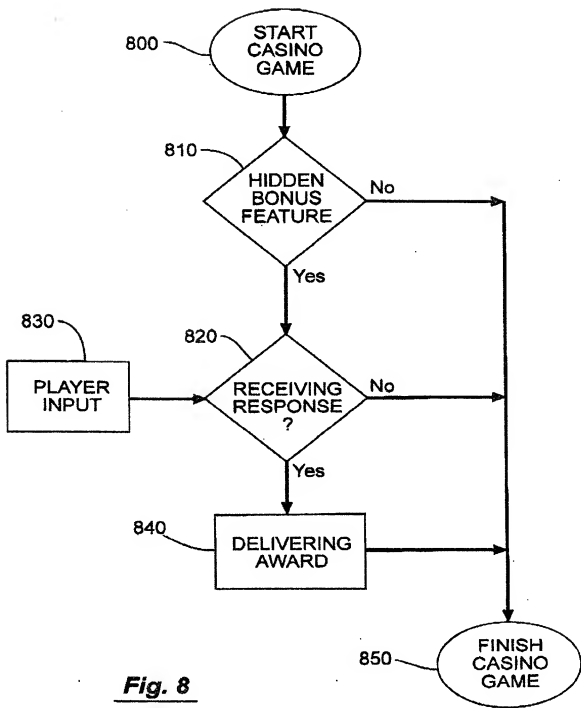 800
START
CASINO
GAME
810
HIDDEN
BONUS
FEATURE
No
Yes
830
PLAYER
INPUT
820
RECEIVING
RESPONSE
?
No
Yes
840
DELIVERING
AWARD
850
FINISH
CASINO
GAME
Fig. 8